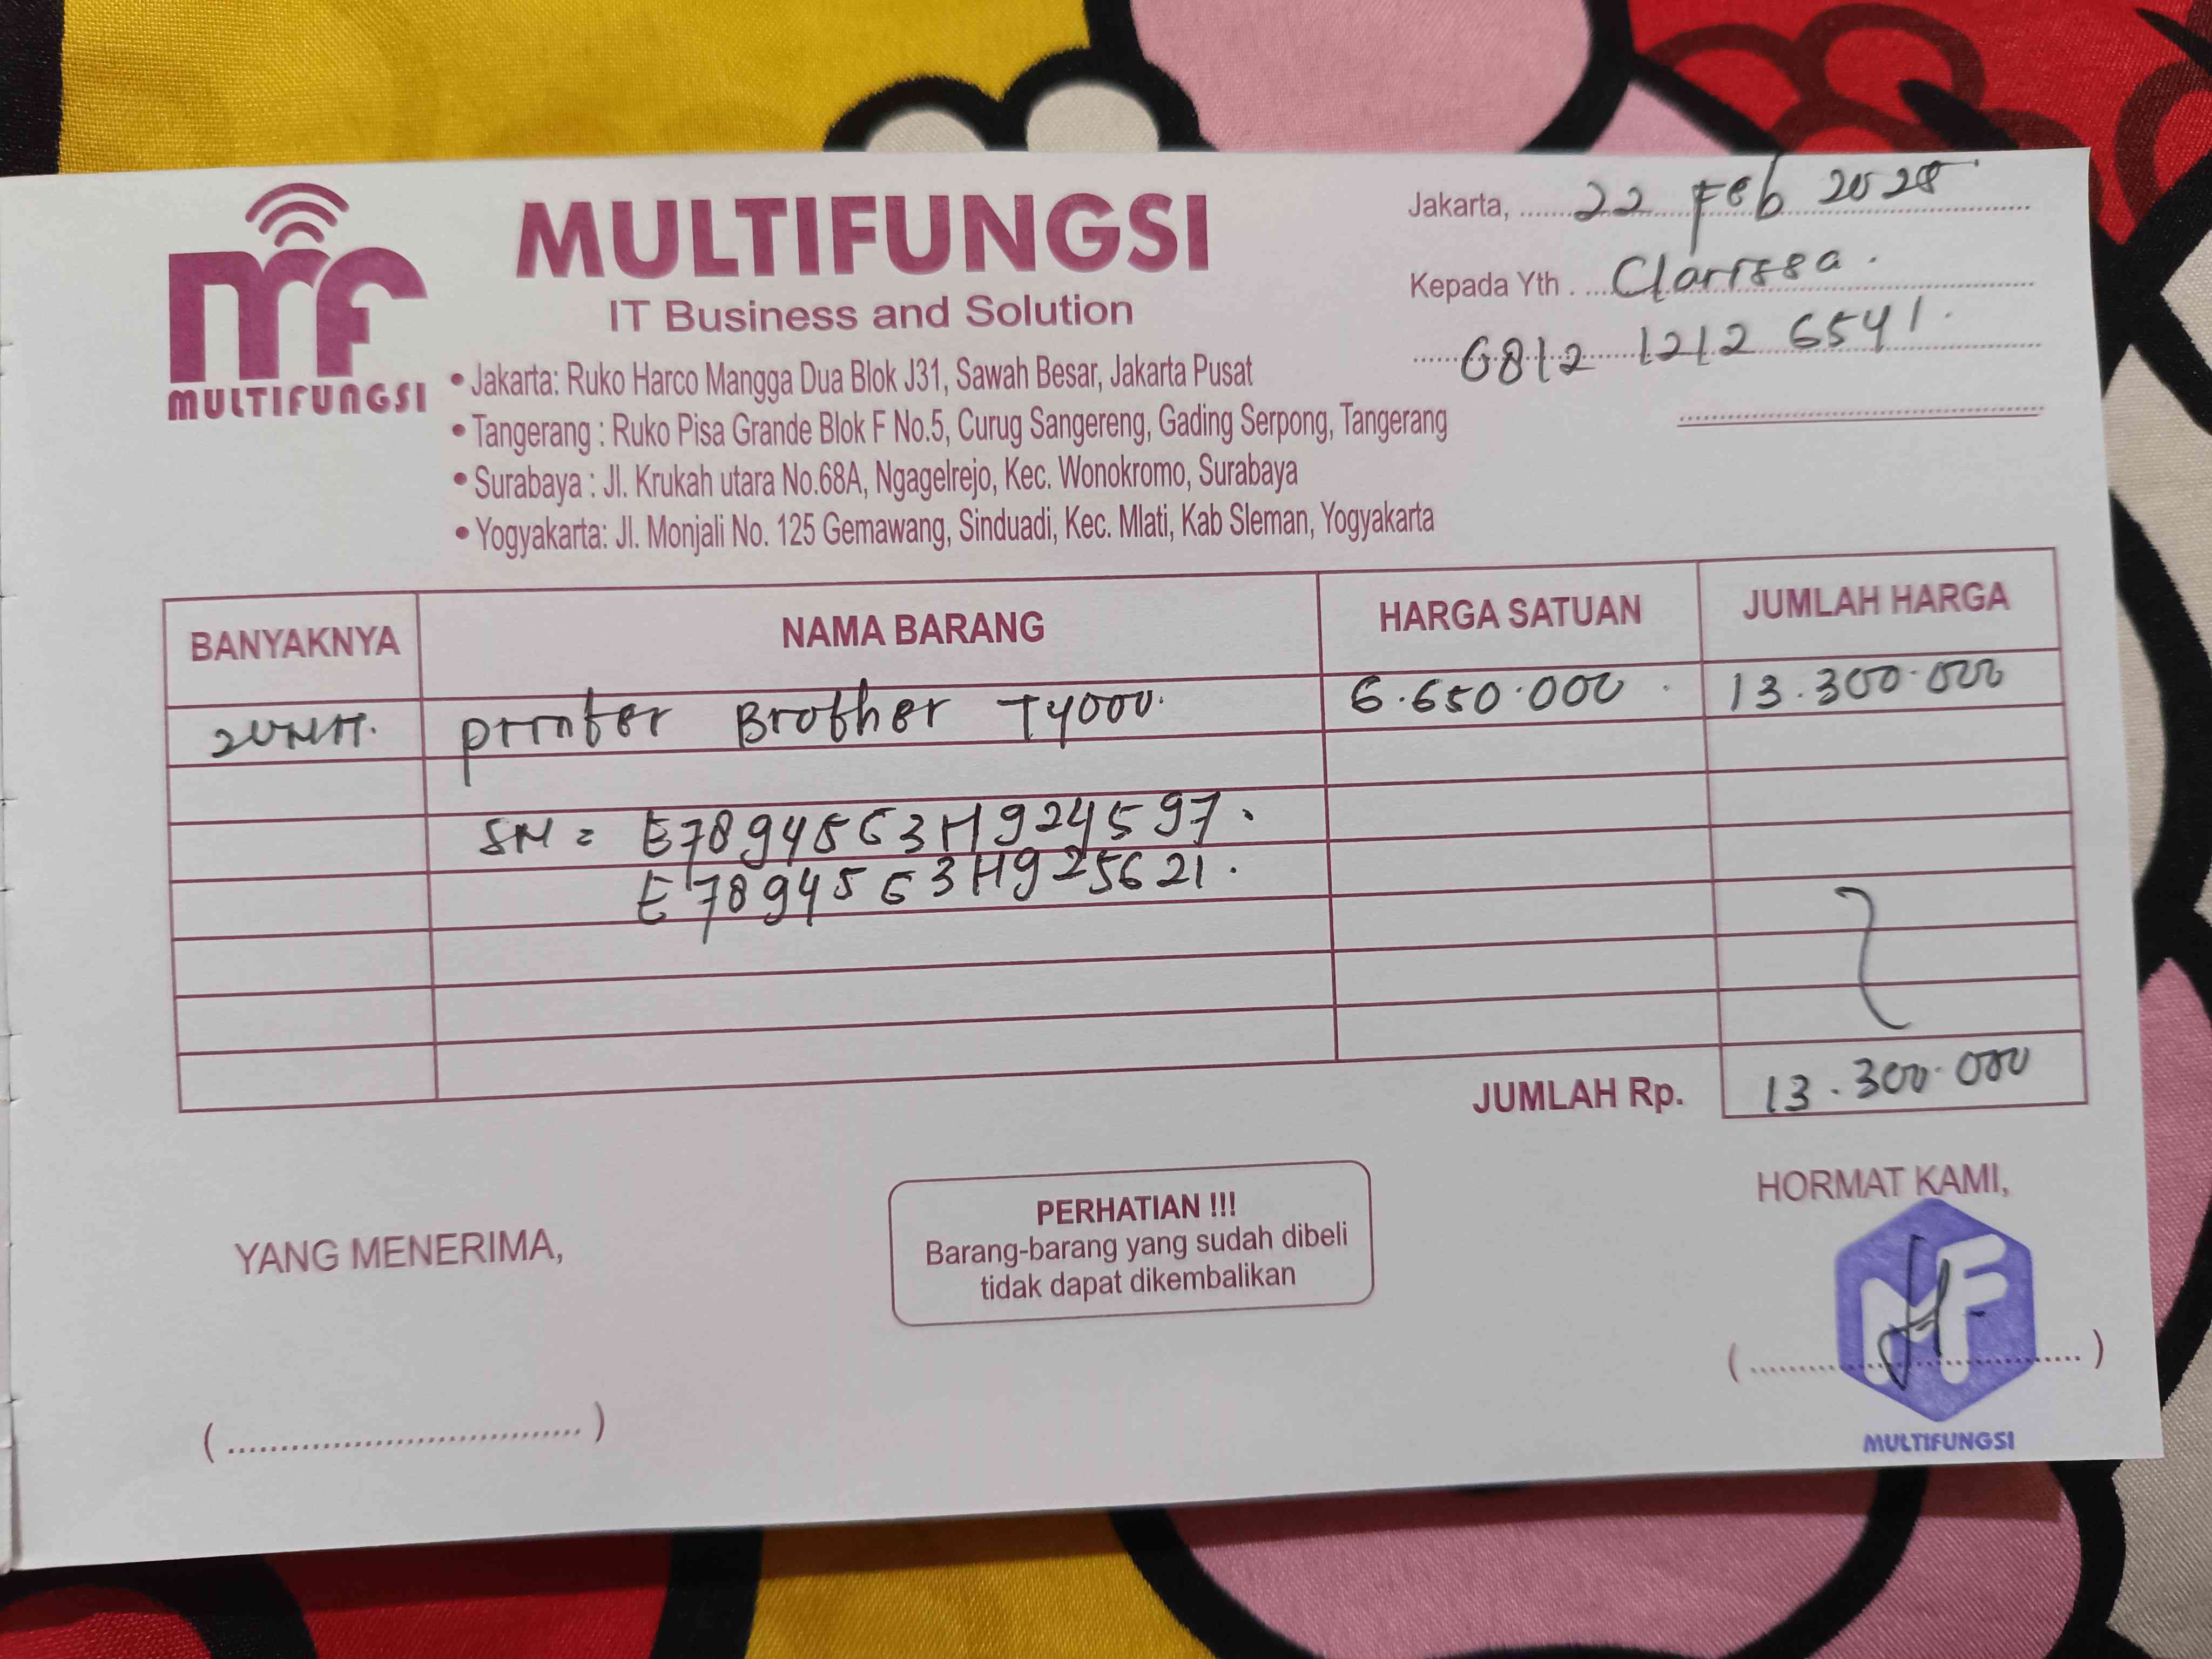 MULTIFUNGSI
MULTIFUNGSI
IT Business and Solution
• Jakarta: Ruko Harco Mangga Dua Blok J31, Sawah Besar, Jakarta Pusat
• Tangerang : Ruko Pisa Grande Blok F No.5, Curug Sangereng, Gading Serpong, Tangerang
• Surabaya : Jl. Krukah utara No.68A, Ngagelrejo, Kec. Wonokromo, Surabaya
• Yogyakarta: Jl. Monjali No. 125 Gemawang, Sinduadi, Kec. Mlati, Kab Sleman, Yogyakarta
Jakarta, 22 Feb
Kepada Yth . Clarissa.
0812 1212 6541.
BANYAKNYA NAMA BARANG HARGA SATUAN JUMLAH HARGA
2 UNIT. Printer Brother T4000. 6.650.000 13.300.000
SN = E7894563H924597.
E7894563H925621.
JUMLAH Rp. 13.300.000
YANG MENERIMA,
PERHATIAN !!!
Barang-barang yang sudah dibeli
tidak dapat dikembalikan
HORMAT KAMI,
MF
MULTIFUNGSI